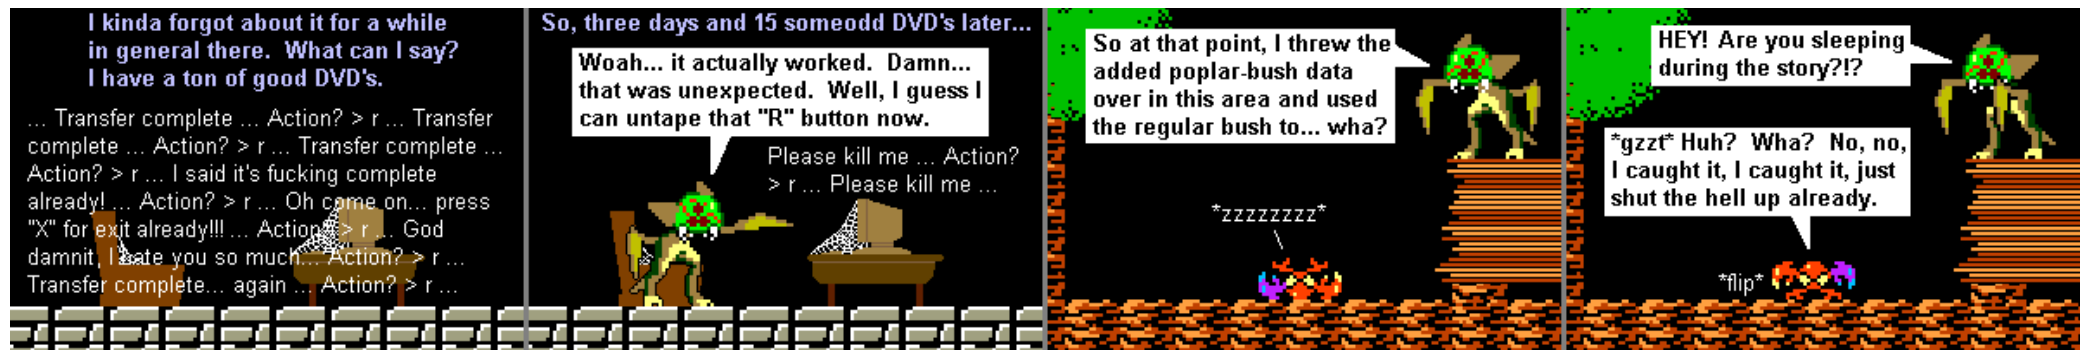 I kinda forgot about it for a while
in general there.  What can I say?
I have a ton of good DVD's.
... Transfer complete ... Action? > r ... Transfer
complete ... Action? > r ... Transfer complete ...
Action? > r ... I said it's fucking complete
already! ... Action? > r ... Oh come on... press
"X" for exit already!!! ... Action? > r ... God
damnit, I hate you so much... Action? > r ...
Transfer complete... again ... Action? > r ...
So, three days and 15 someodd DVD's later...
Woah... it actually worked.  Damn...
that was unexpected.  Well, I guess I
can untape that "R" button now.
Please kill me ... Action?
> r ... Please kill me ...
So at that point, I threw the
added poplar-bush data
over in this area and used
the regular bush to... wha?
*zzzzzzzz*
HEY!  Are you sleeping
during the story?!?
*gzzt* Huh?  Wha?  No, no,
I caught it, I caught it, just
shut the hell up already.
*flip*